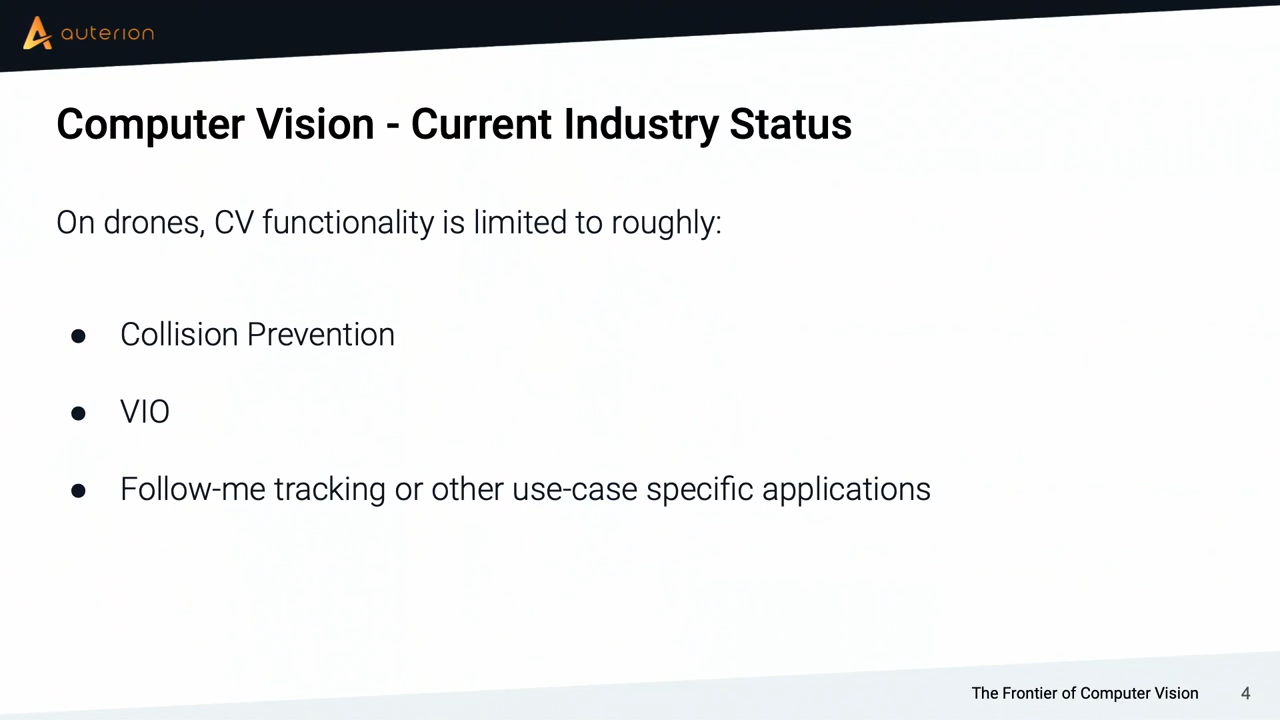 auterion
Computer Vision - Current Industry Status
On drones, CV functionality is limited to roughly:
● Collision Prevention
● VIO
● Follow-me tracking or other use-case specific applications
The Frontier of Computer Vision 4